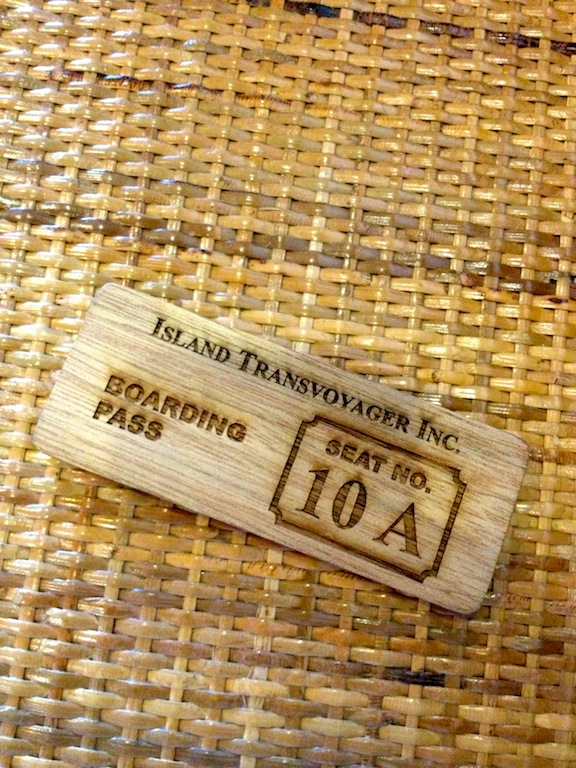 ISLAND TRANSVOYAGER INC.
BOARDING
PASS
SEAT NO.
10 A